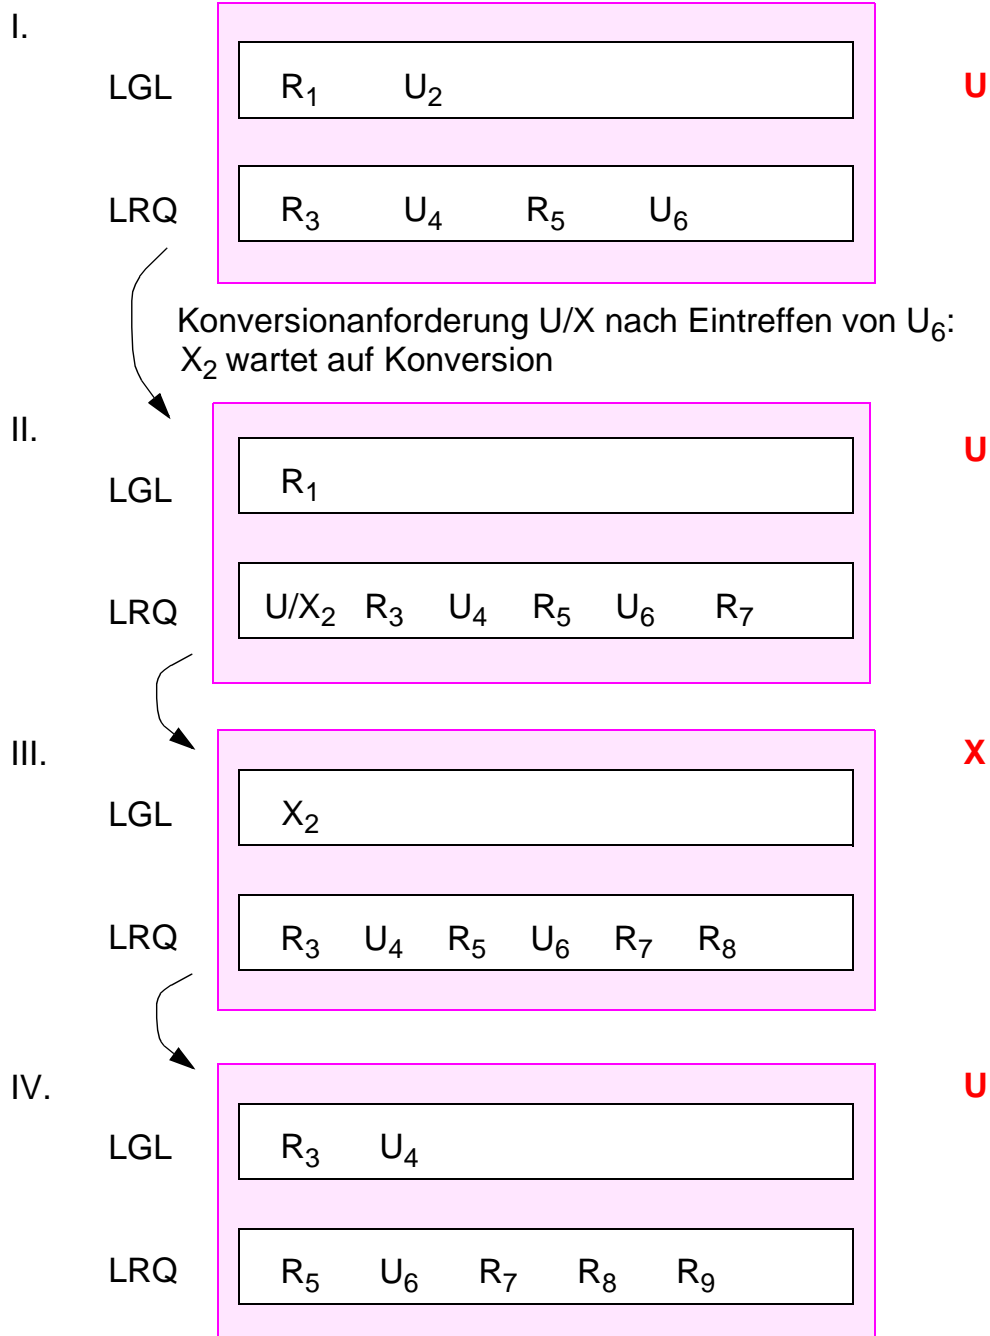 I.
LGL R₁ U₂ U
LRQ R₃ U₄ R₅ U₆
Konversionanforderung U/X nach Eintreffen von U₆:
X₂ wartet auf Konversion
II.
U
LGL R₁
LRQ U/X₂ R₃ U₄ R₅ U₆ R₇
III. X
LGL X₂
LRQ R₃ U₄ R₅ U₆ R₇ R₈
IV. U
LGL R₃ U₄
LRQ R₅ U₆ R₇ R₈ R₉